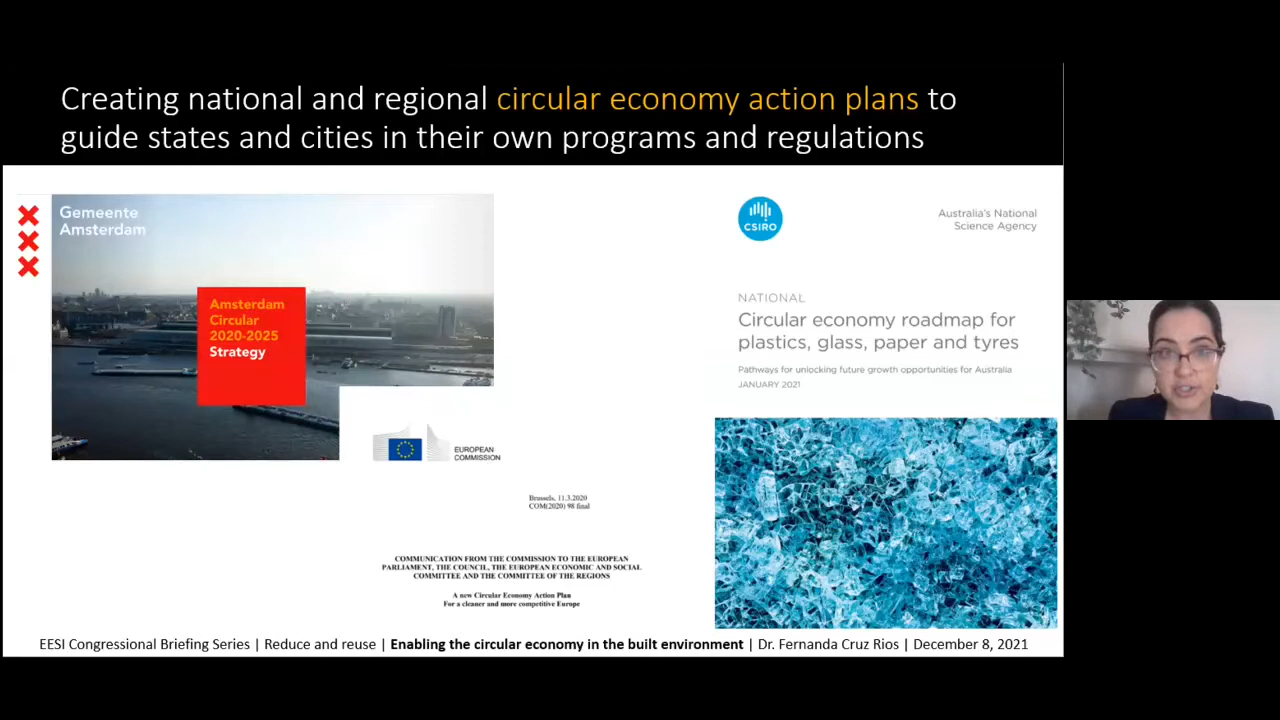 Creating national and regional circular economy action plans to
guide states and cities in their own programs and regulations
Gemeente
Amsterdam
Amsterdam
Circular
2020-2025
Strategy
EUROPEAN
COMMISSION
Brussels, 11.3.2020
COM(2020) 98 final
COMMUNICATION FROM THE COMMISSION TO THE EUROPEAN
PARLIAMENT, THE COUNCIL, THE EUROPEAN ECONOMIC AND SOCIAL
COMMITTEE AND THE COMMITTEE OF THE REGIONS
A new Circular Economy Action Plan
For a cleaner and more competitive Europe
CSIRO
Australia's National
Science Agency
NATIONAL
Circular economy roadmap for
plastics, glass, paper and tyres
Pathways for unlocking future growth opportunities for Australia
JANUARY 2021
EESI Congressional Briefing Series | Reduce and reuse | Enabling the circular economy in the built environment | Dr. Fernanda Cruz Rios | December 8, 2021